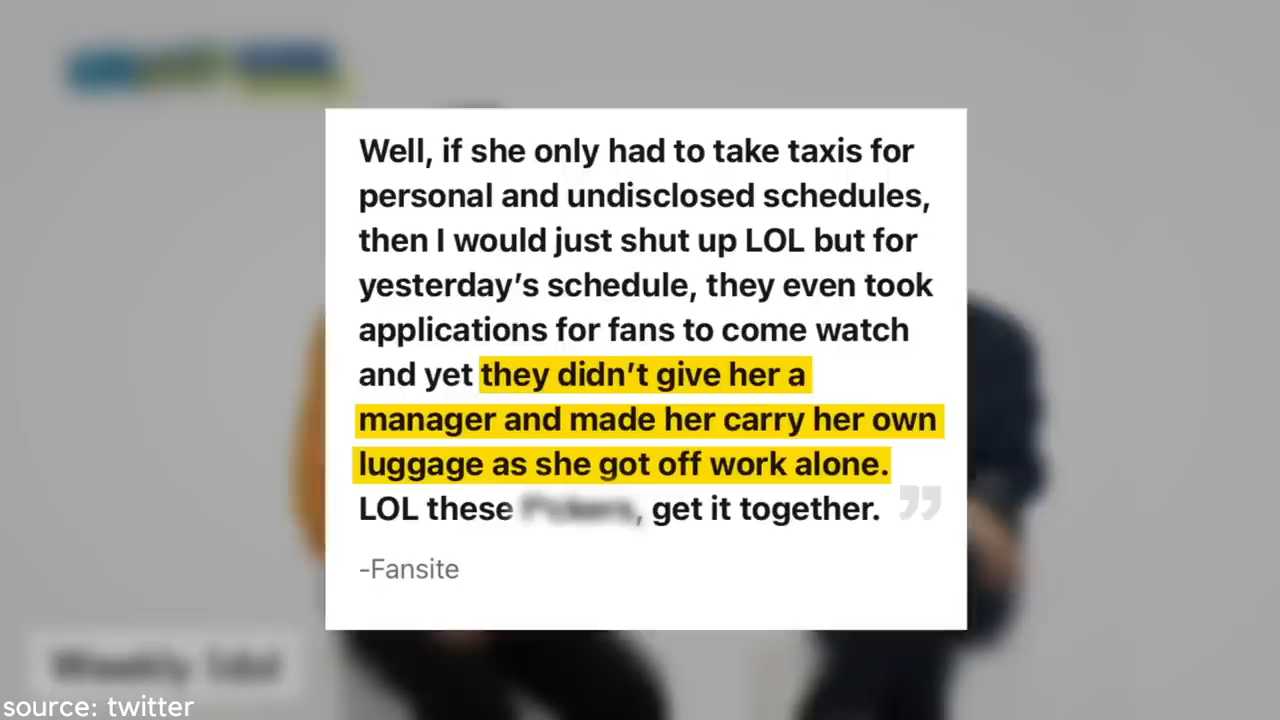 Well, if she only had to take taxis for
personal and undisclosed schedules,
then I would just shut up LOL but for
yesterday’s schedule, they even took
applications for fans to come watch
and yet they didn’t give her a
manager and made her carry her own
luggage as she got off work alone.
LOL these , get it together. ”
-Fansite
Weekly Idol
source: twitter